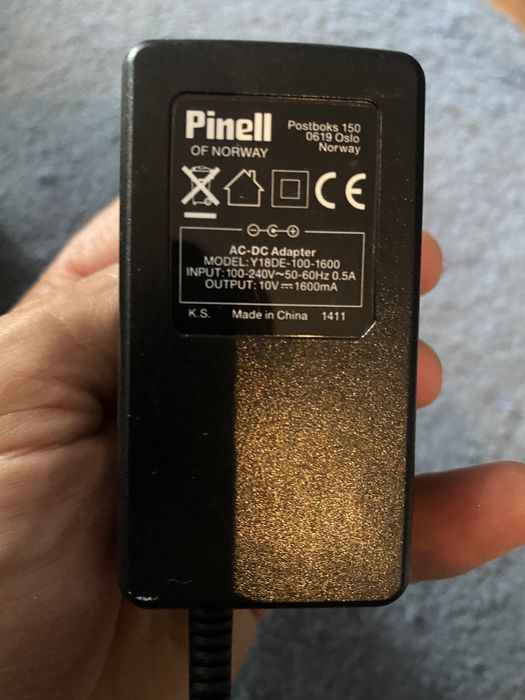 Pinell
OF NORWAY
Postboks 150
0619 Oslo
Norway
CE
AC-DC Adapter
MODEL:Y18DE-100-1600
INPUT:100-240V~50-60Hz 0.5A
OUTPUT:10V⎓1600mA
K.S. Made in China 1411